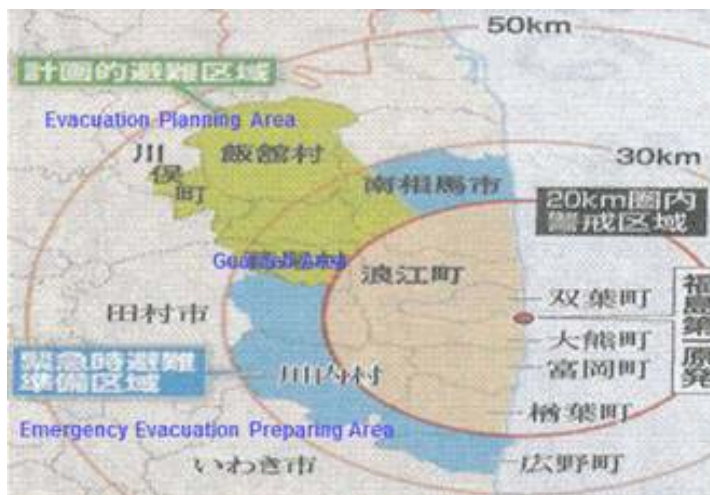 50km
計画的避難区域
Evacuation Planning Area
川俣町
飯舘村
30km
南相馬市
20km圏内
警戒区域
Guarded Area
浪江町
双葉町
福島第一原発
田村市
大熊町
緊急時避難
準備区域
川内村
富岡町
楢葉町
Emergency Evacuation Preparing Area
いわき市
広野町